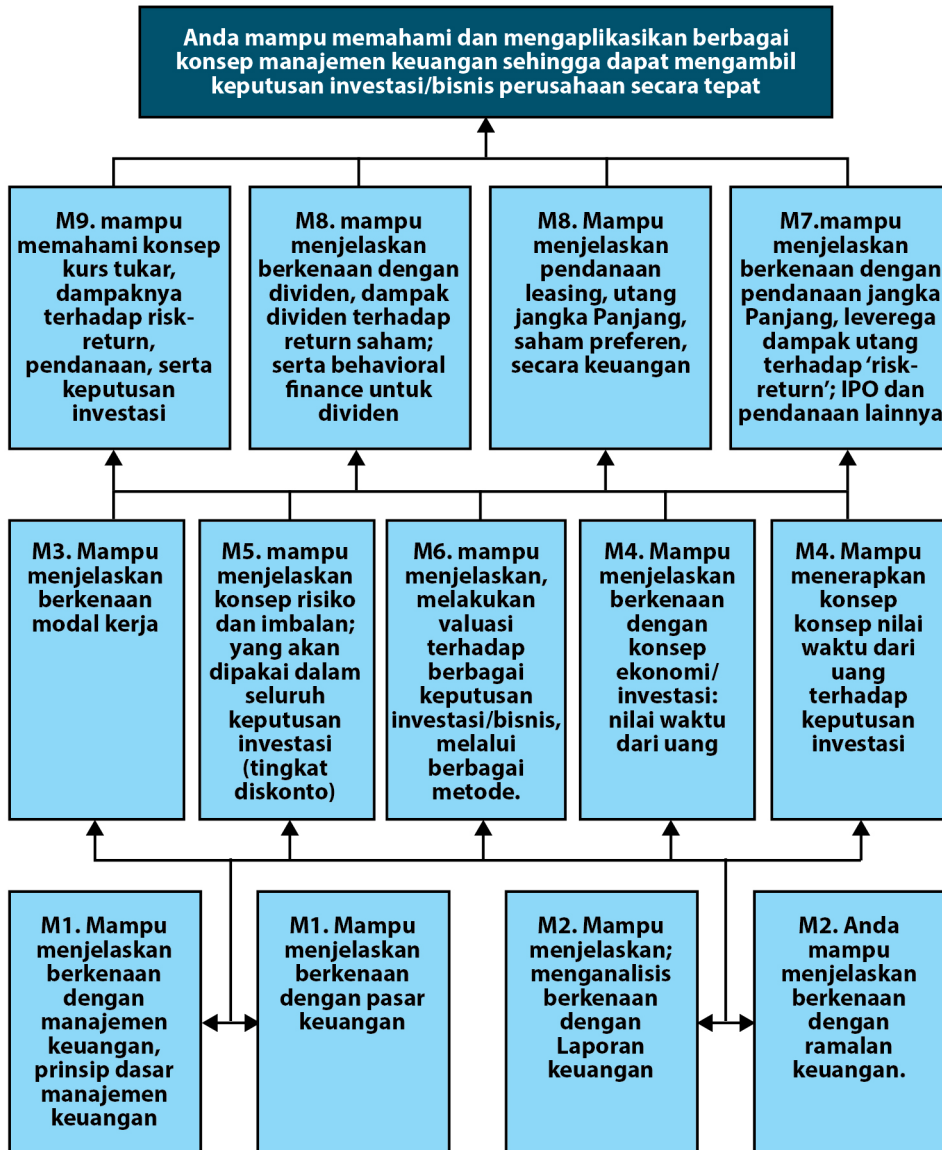 Anda mampu memahami dan mengaplikasikan berbagai
konsep manajemen keuangan sehingga dapat mengambil
keputusan investasi/bisnis perusahaan secara tepat
M9. mampu
memahami konsep
kurs tukar,
dampaknya
terhadap risk-
return,
pendanaan, serta
keputusan
investasi
M8. mampu
menjelaskan
berkenaan dengan
dividen, dampak
dividen terhadap
return saham;
serta behavioral
finance untuk
dividen
M8. Mampu
menjelaskan
pendanaan
leasing, utang
jangka Panjang,
saham preferen,
secara keuangan
M7.mampu
menjelaskan
berkenaan dengan
pendanaan jangka
Panjang, leverega
dampak utang
terhadap ‘risk-
return’; IPO dan
pendanaan lainnya
M3. Mampu
menjelaskan
berkenaan
modal kerja
M5. mampu
menjelaskan
konsep risiko
dan imbalan;
yang akan
dipakai dalam
seluruh
keputusan
investasi
(tingkat
diskonto)
M6. mampu
menjelaskan,
melakukan
valuasi
terhadap
berbagai
keputusan
investasi/bisnis,
melalui
berbagai
metode.
M4. Mampu
menjelaskan
berkenaan
dengan
konsep
ekonomi/
investasi:
nilai waktu
dari uang
M4. Mampu
menerapkan
konsep
konsep nilai
waktu dari
uang
terhadap
keputusan
investasi
M1. Mampu
menjelaskan
berkenaan
dengan
manajemen
keuangan,
prinsip dasar
manajemen
keuangan
M1. Mampu
menjelaskan
berkenaan
dengan pasar
keuangan
M2. Mampu
menjelaskan;
menganalisis
berkenaan
dengan
Laporan
keuangan
M2. Anda
mampu
menjelaskan
berkenaan
dengan
ramalan
keuangan.